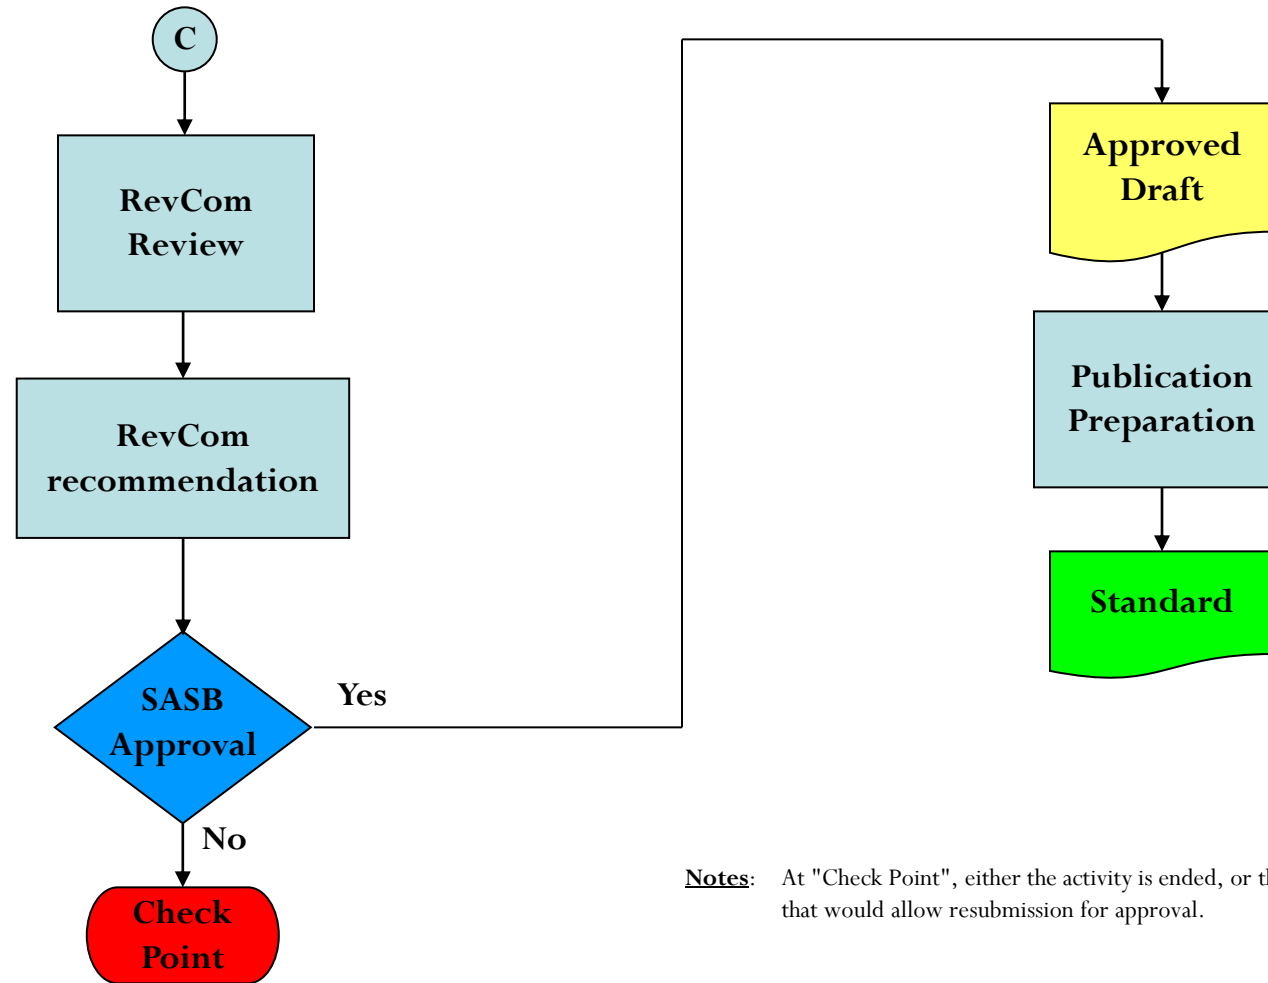 C
RevCom
Review
RevCom
recommendation
SASB
Approval
Yes
No
Check
Point
Approved
Draft
Publication
Preparation
Standard
Notes: At "Check Point", either the activity is ended, or
that would allow resubmission for approval.